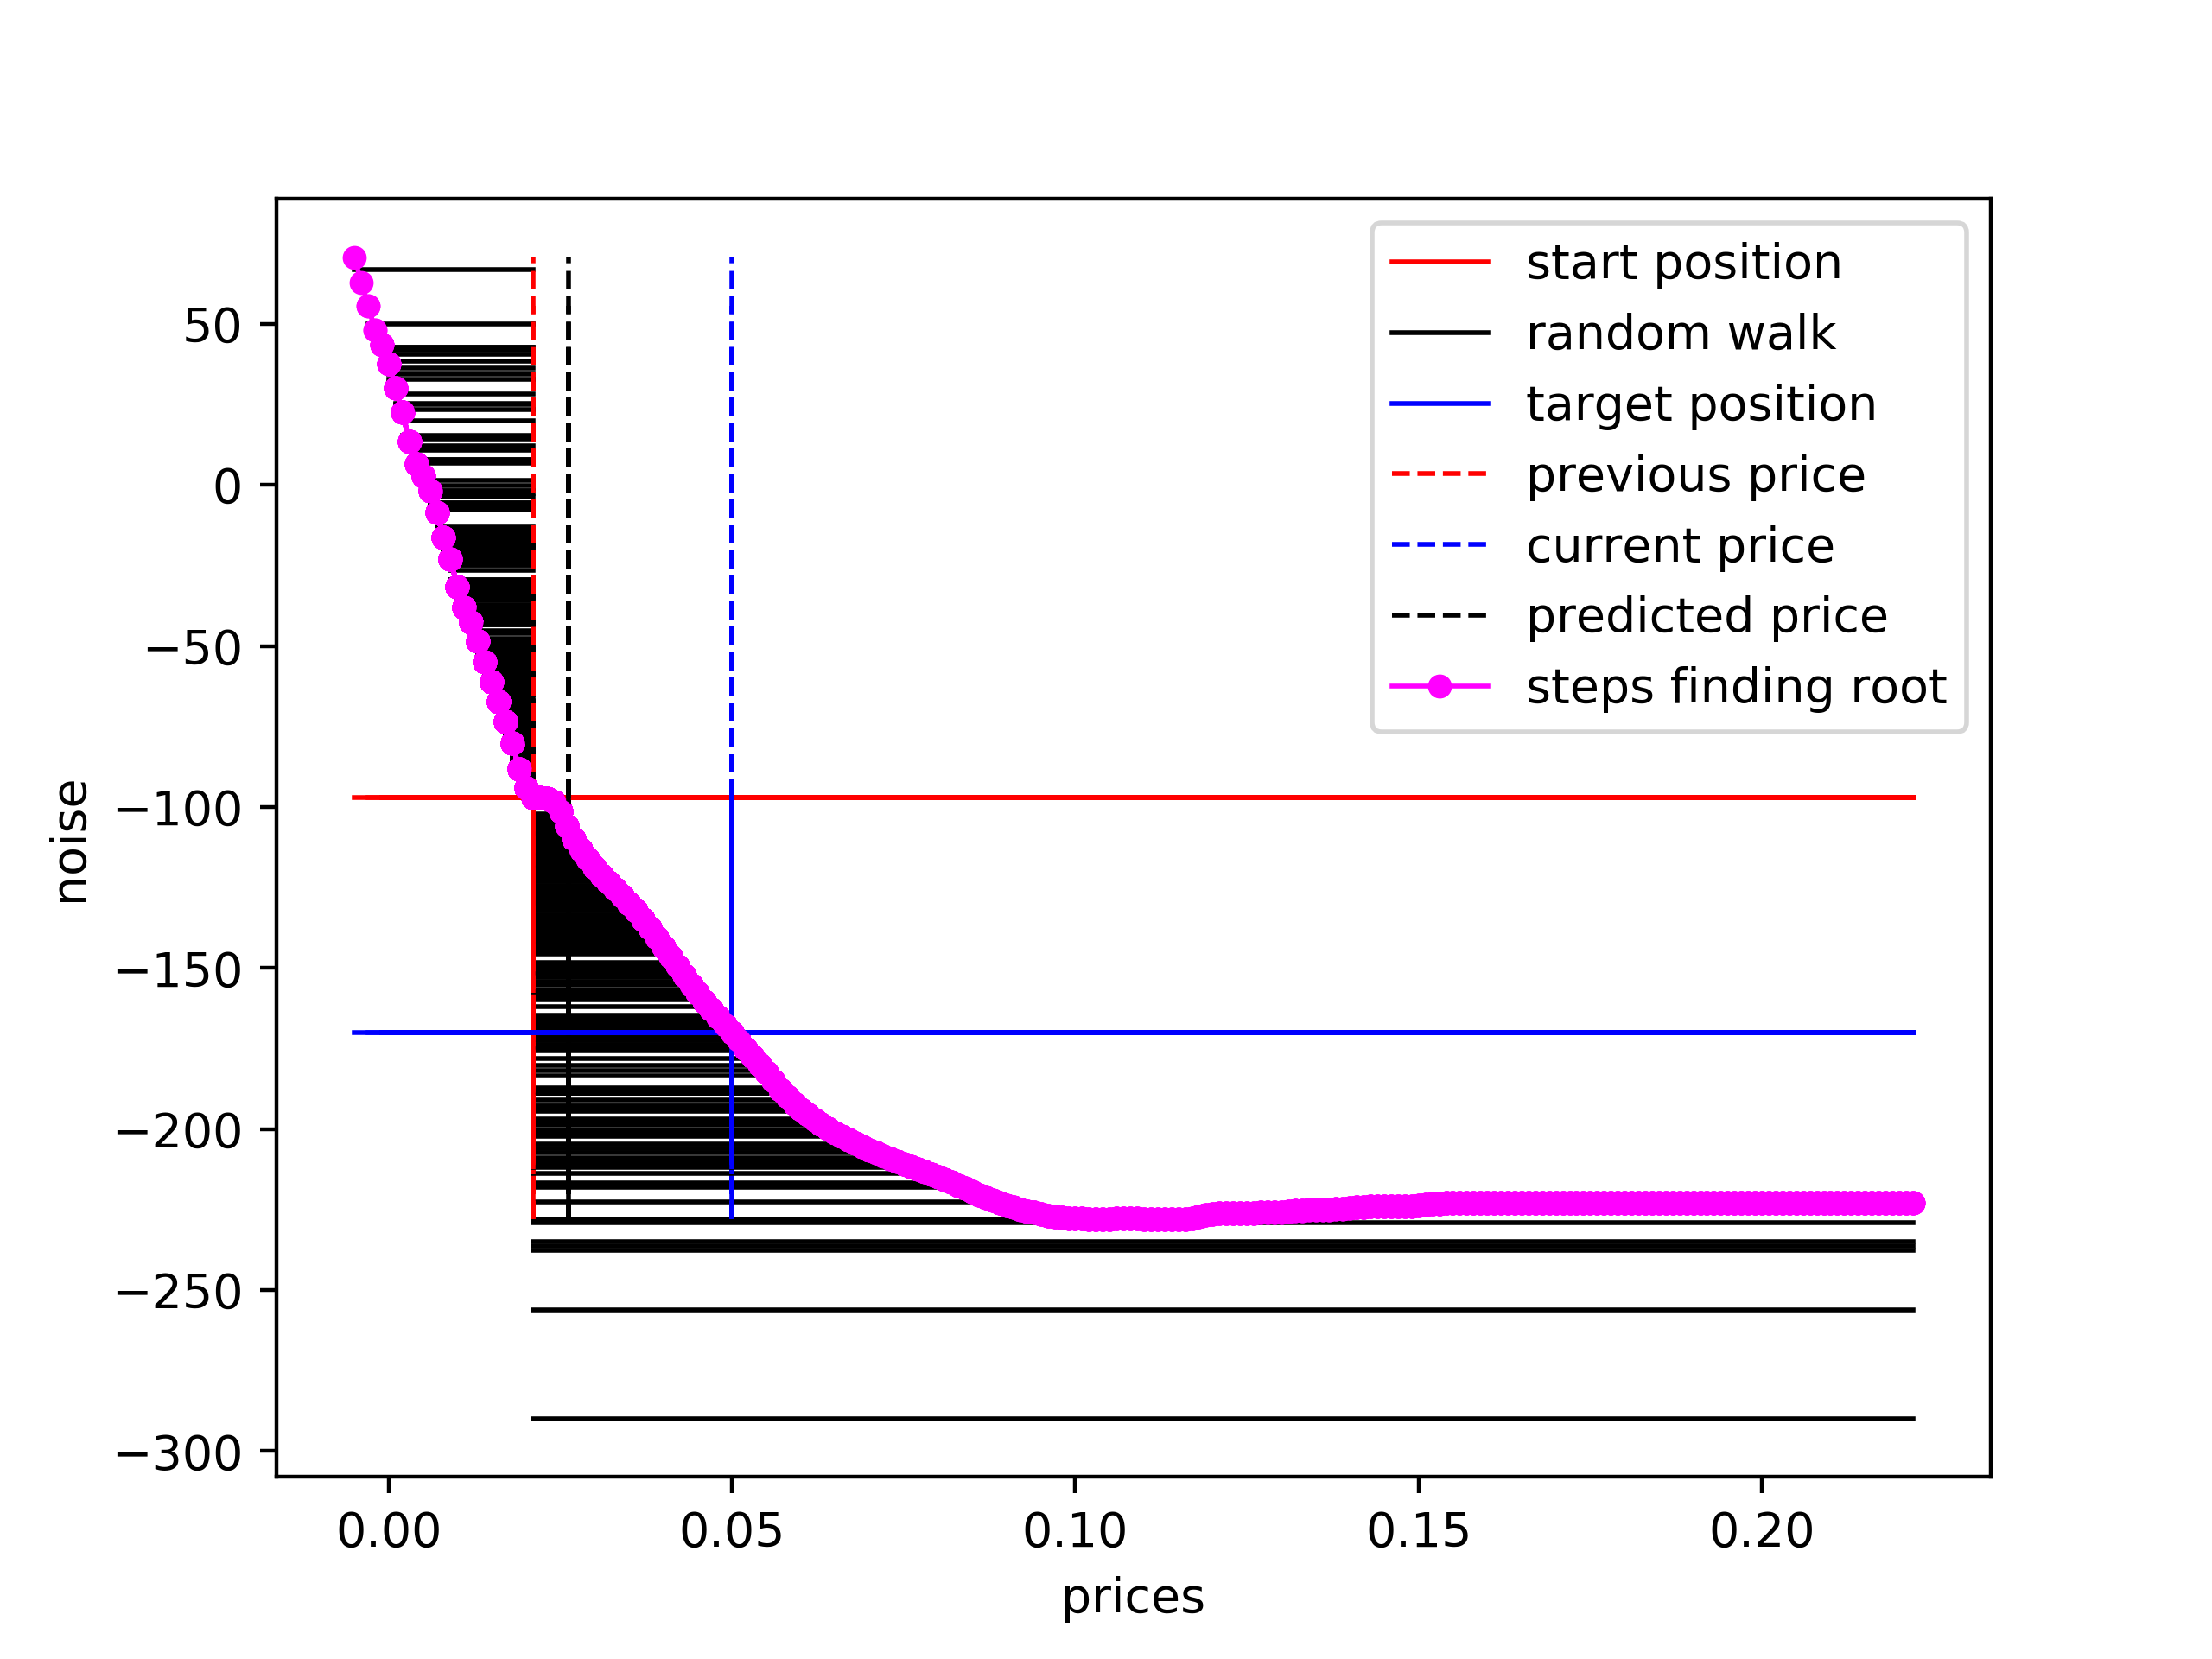 start position
random walk
target position
previous price
current price
predicted price
steps finding root
50
0
−50
−100
−150
−200
−250
−300
noise
0.00 0.05 0.10 0.15 0.20
prices